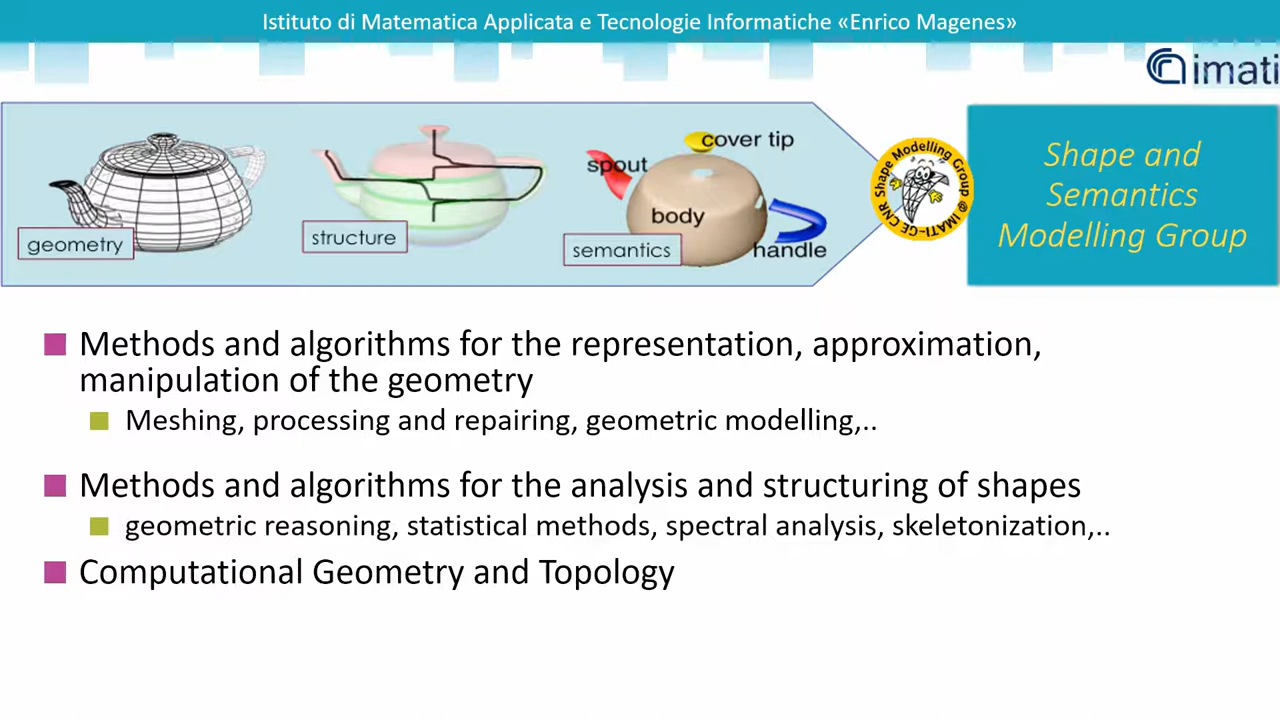 Istituto di Matematica Applicata e Tecnologie Informatiche «Enrico Magenes»
imati
geometry
structure
spout
cover tip
body
semantics
handle
Shape Modelling Group @ IMATI-GE CNR
Shape and
Semantics
Modelling Group
Methods and algorithms for the representation, approximation,
manipulation of the geometry
Meshing, processing and repairing, geometric modelling,..
Methods and algorithms for the analysis and structuring of shapes
geometric reasoning, statistical methods, spectral analysis, skeletonization,..
Computational Geometry and Topology